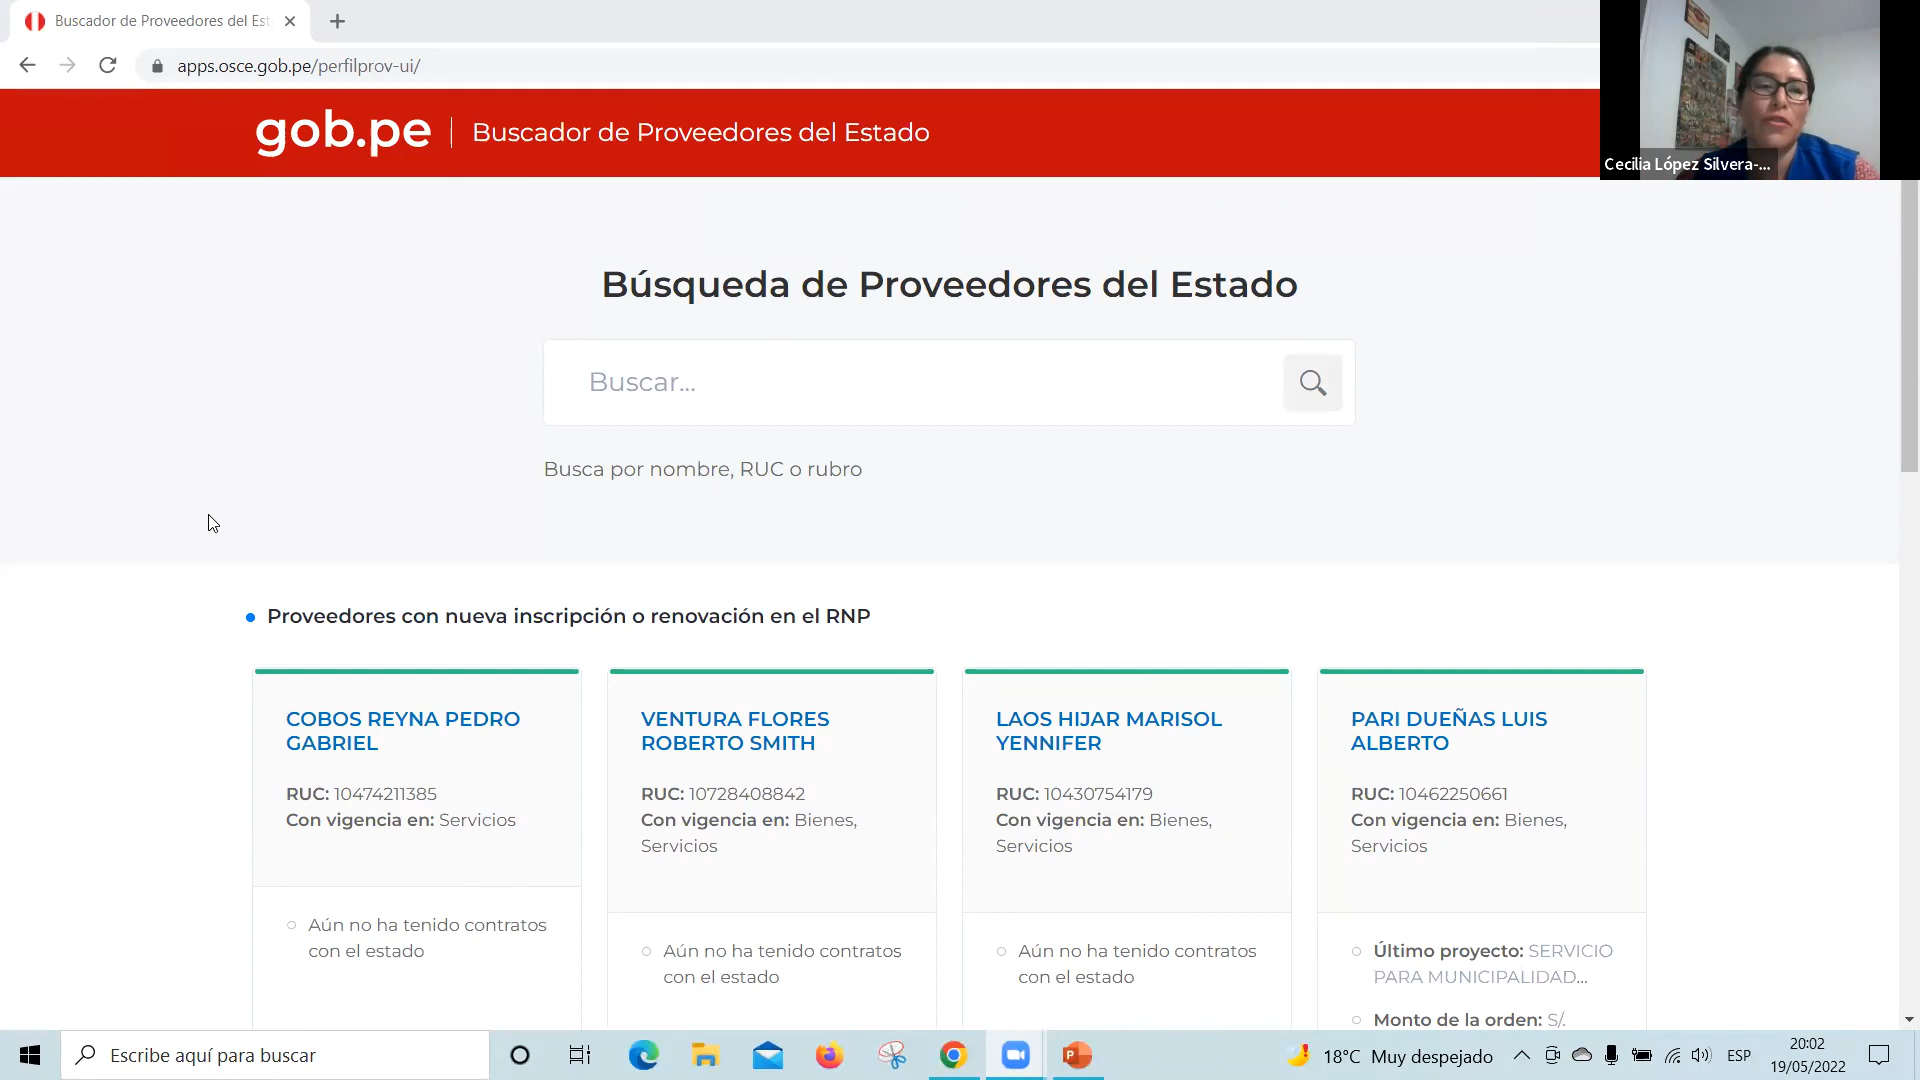 Buscador de Proveedores del Est
apps.osce.gob.pe/perfilprov-ui/
gob.pe | Buscador de Proveedores del Estado
Cecilia López Silvera-...
Búsqueda de Proveedores del Estado
Buscar...
Busca por nombre, RUC o rubro
Proveedores con nueva inscripción o renovación en el RNP
COBOS REYNA PEDRO
GABRIEL
RUC: 10474211385
Con vigencia en: Servicios
Aún no ha tenido contratos
con el estado
VENTURA FLORES
ROBERTO SMITH
RUC: 10728408842
Con vigencia en: Bienes,
Servicios
Aún no ha tenido contratos
con el estado
LAOS HIJAR MARISOL
YENNIFER
RUC: 10430754179
Con vigencia en: Bienes,
Servicios
Aún no ha tenido contratos
con el estado
PARI DUEÑAS LUIS
ALBERTO
RUC: 10462250661
Con vigencia en: Bienes,
Servicios
Último proyecto: SERVICIO
PARA MUNICIPALIDAD...
Monto de la orden: S/.
Escribe aquí para buscar
18°C Muy despejado
ESP
20:02
19/05/2022